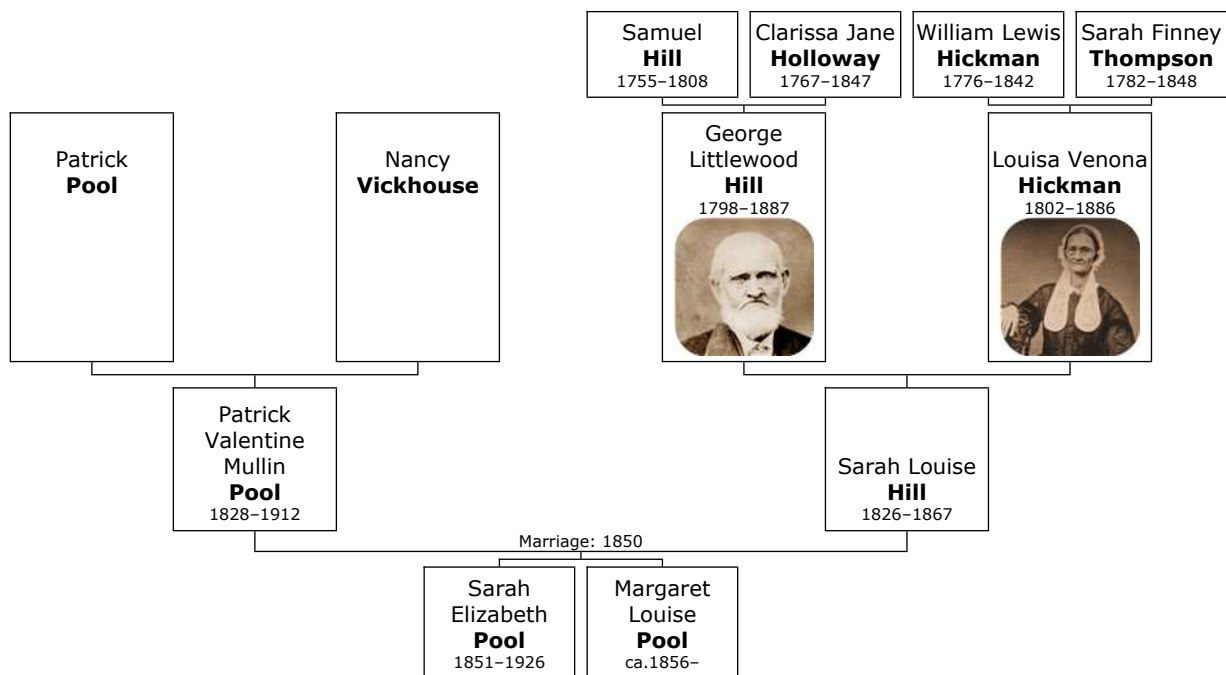 Samuel
Hill
1755–1808
Clarissa Jane
Holloway
1767–1847
William Lewis
Hickman
1776–1842
Sarah Finney
Thompson
1782–1848
Patrick
Pool
Nancy
Vickhouse
George
Littlewood
Hill
1798–1887
Louisa Venona
Hickman
1802–1886
Patrick
Valentine
Mullin
Pool
1828–1912
Sarah Louise
Hill
1826–1867
Marriage: 1850
Sarah
Elizabeth
Pool
1851–1926
Margaret
Louise
Pool
ca.1856–